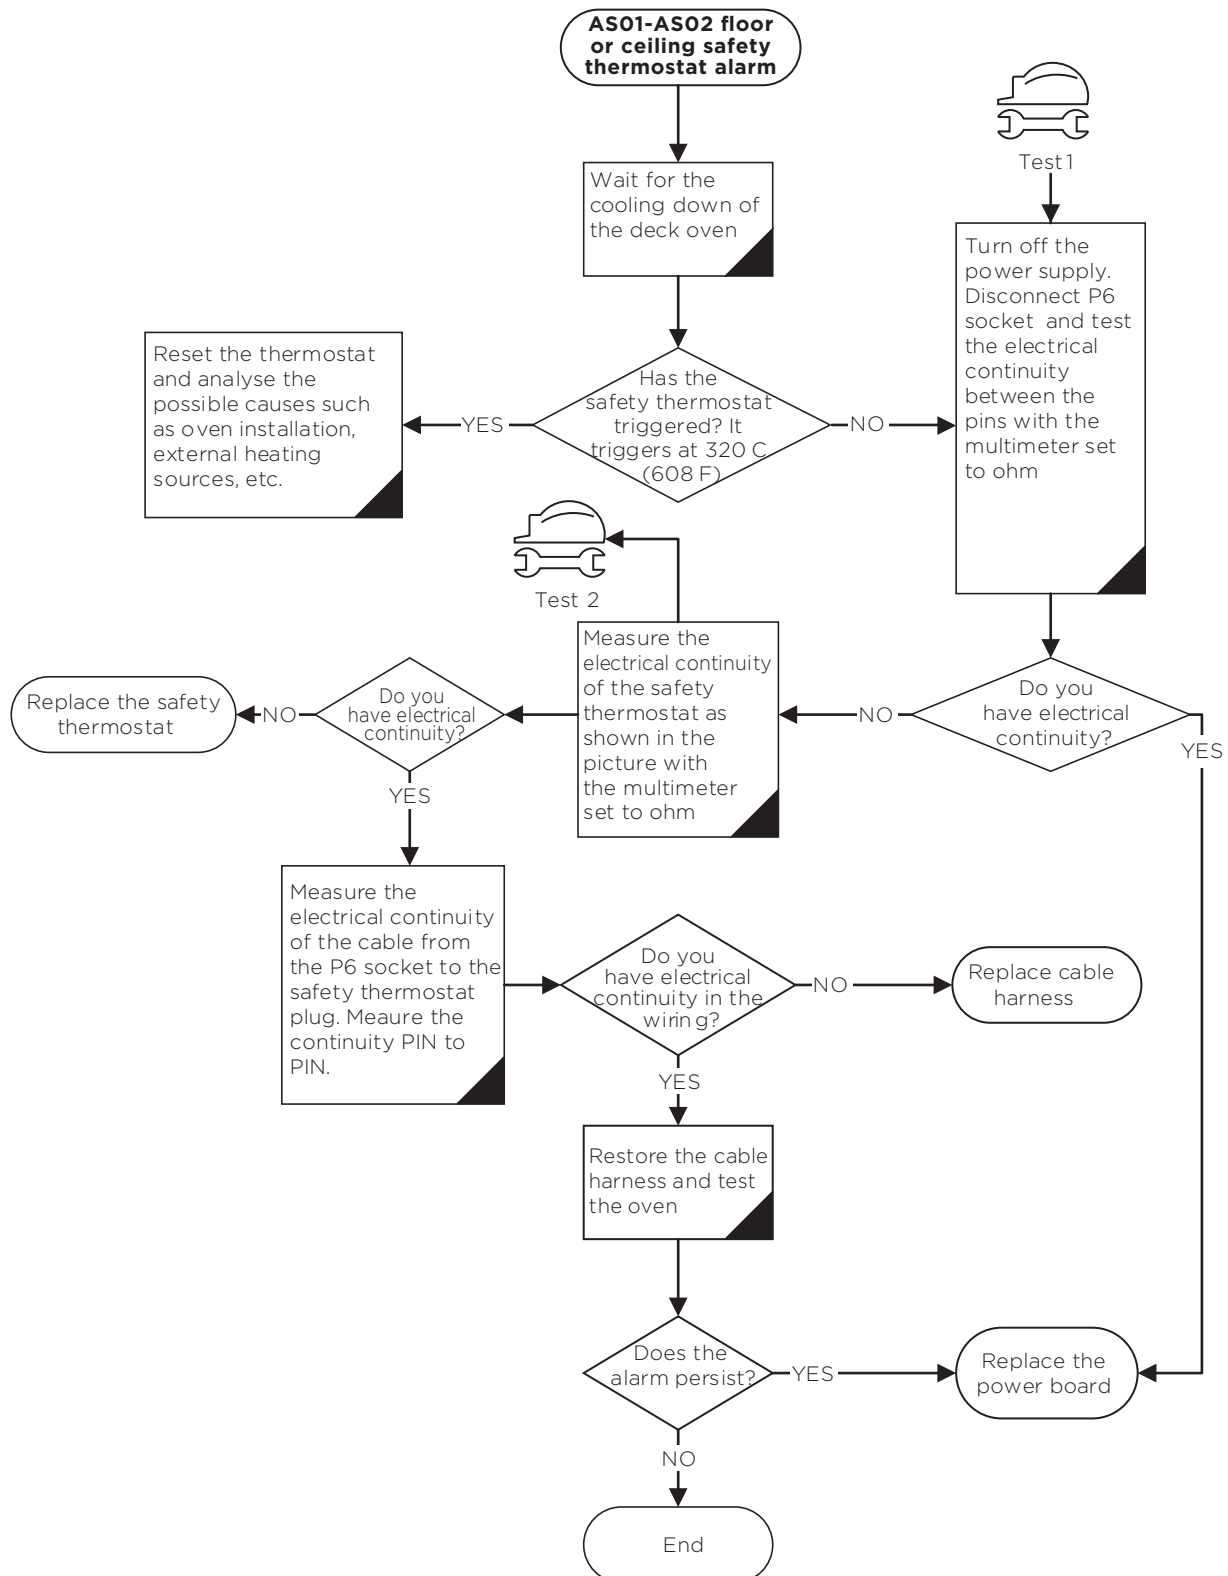 AS01-AS02 floor
or ceiling safety
thermostat alarm
Test 1
Wait for the
cooling down of
the deck oven
Turn off the
power supply.
Disconnect P6
socket and test
the electrical
continuity
between the
pins with the
multimeter set
to ohm
Reset the thermostat
and analyse the
possible causes such
as oven installation,
external heating
sources, etc.
YES
Has the
safety thermostat
triggered? It
triggers at 320 C
(608 F)
NO
Test 2
Replace the safety
thermostat
NO
Do you
have electrical
continuity?
Measure the
electrical continuity
of the safety
thermostat as
shown in the
picture with
the multimeter
set to ohm
NO
Do you
have electrical
continuity?
YES
YES
Measure the
electrical continuity
of the cable from
the P6 socket to the
safety thermostat
plug. Meaure the
continuity PIN to
PIN.
Do you
have electrical
continuity in the
wiring?
NO
Replace cable
harness
YES
Restore the cable
harness and test
the oven
Does the
alarm persist?
YES
Replace the
power board
NO
End